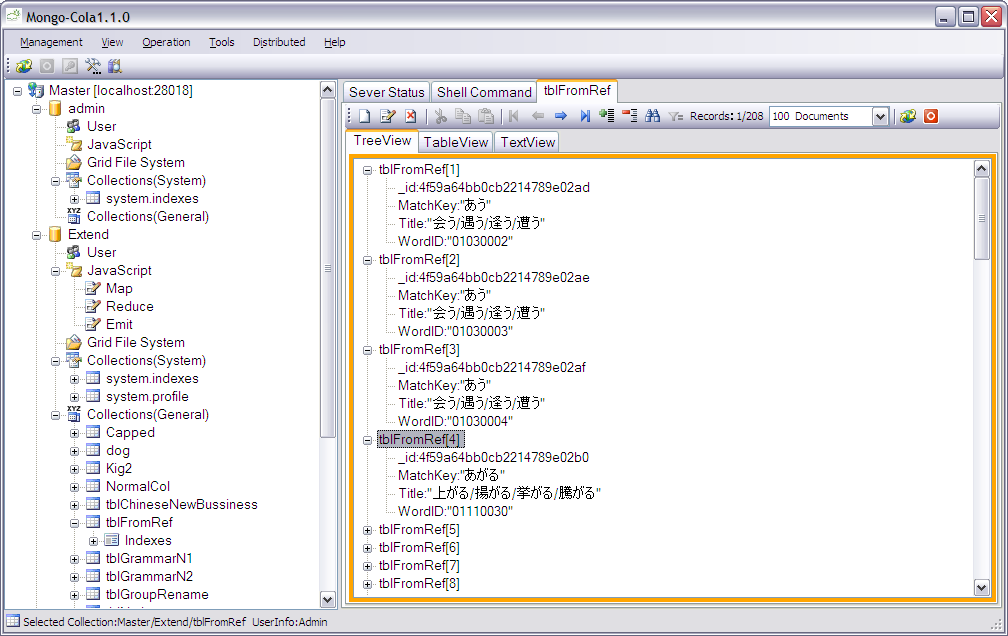 Mongo-Cola1.1.0
Management View Operation Tools Distributed Help
Master [localhost:28018]
admin
User
JavaScript
Grid File System
Collections(System)
system.indexes
Collections(General)
Extend
User
JavaScript
Map
Reduce
Emit
Grid File System
Collections(System)
system.indexes
system.profile
Collections(General)
Capped
dog
Kig2
NormalCol
tblChineseNewBussiness
tblFromRef
Indexes
tblGrammarN1
tblGrammarN2
tblGroupRename
Sever Status Shell Command tblFromRef
Records: 1/208 100 Documents
TreeView TableView TextView
tblFromRef[1]
_id:4f59a64bb0cb2214789e02ad
MatchKey:"あう"
Title:"会う/遇う/逢う/遭う"
WordID:"01030002"
tblFromRef[2]
_id:4f59a64bb0cb2214789e02ae
MatchKey:"あう"
Title:"会う/遇う/逢う/遭う"
WordID:"01030003"
tblFromRef[3]
_id:4f59a64bb0cb2214789e02af
MatchKey:"あう"
Title:"会う/遇う/逢う/遭う"
WordID:"01030004"
tblFromRef[4]
_id:4f59a64bb0cb2214789e02b0
MatchKey:"あがる"
Title:"上がる/揚がる/挙がる/騰がる"
WordID:"01110030"
tblFromRef[5]
tblFromRef[6]
tblFromRef[7]
tblFromRef[8]
Selected Collection:Master/Extend/tblFromRef UserInfo:Admin